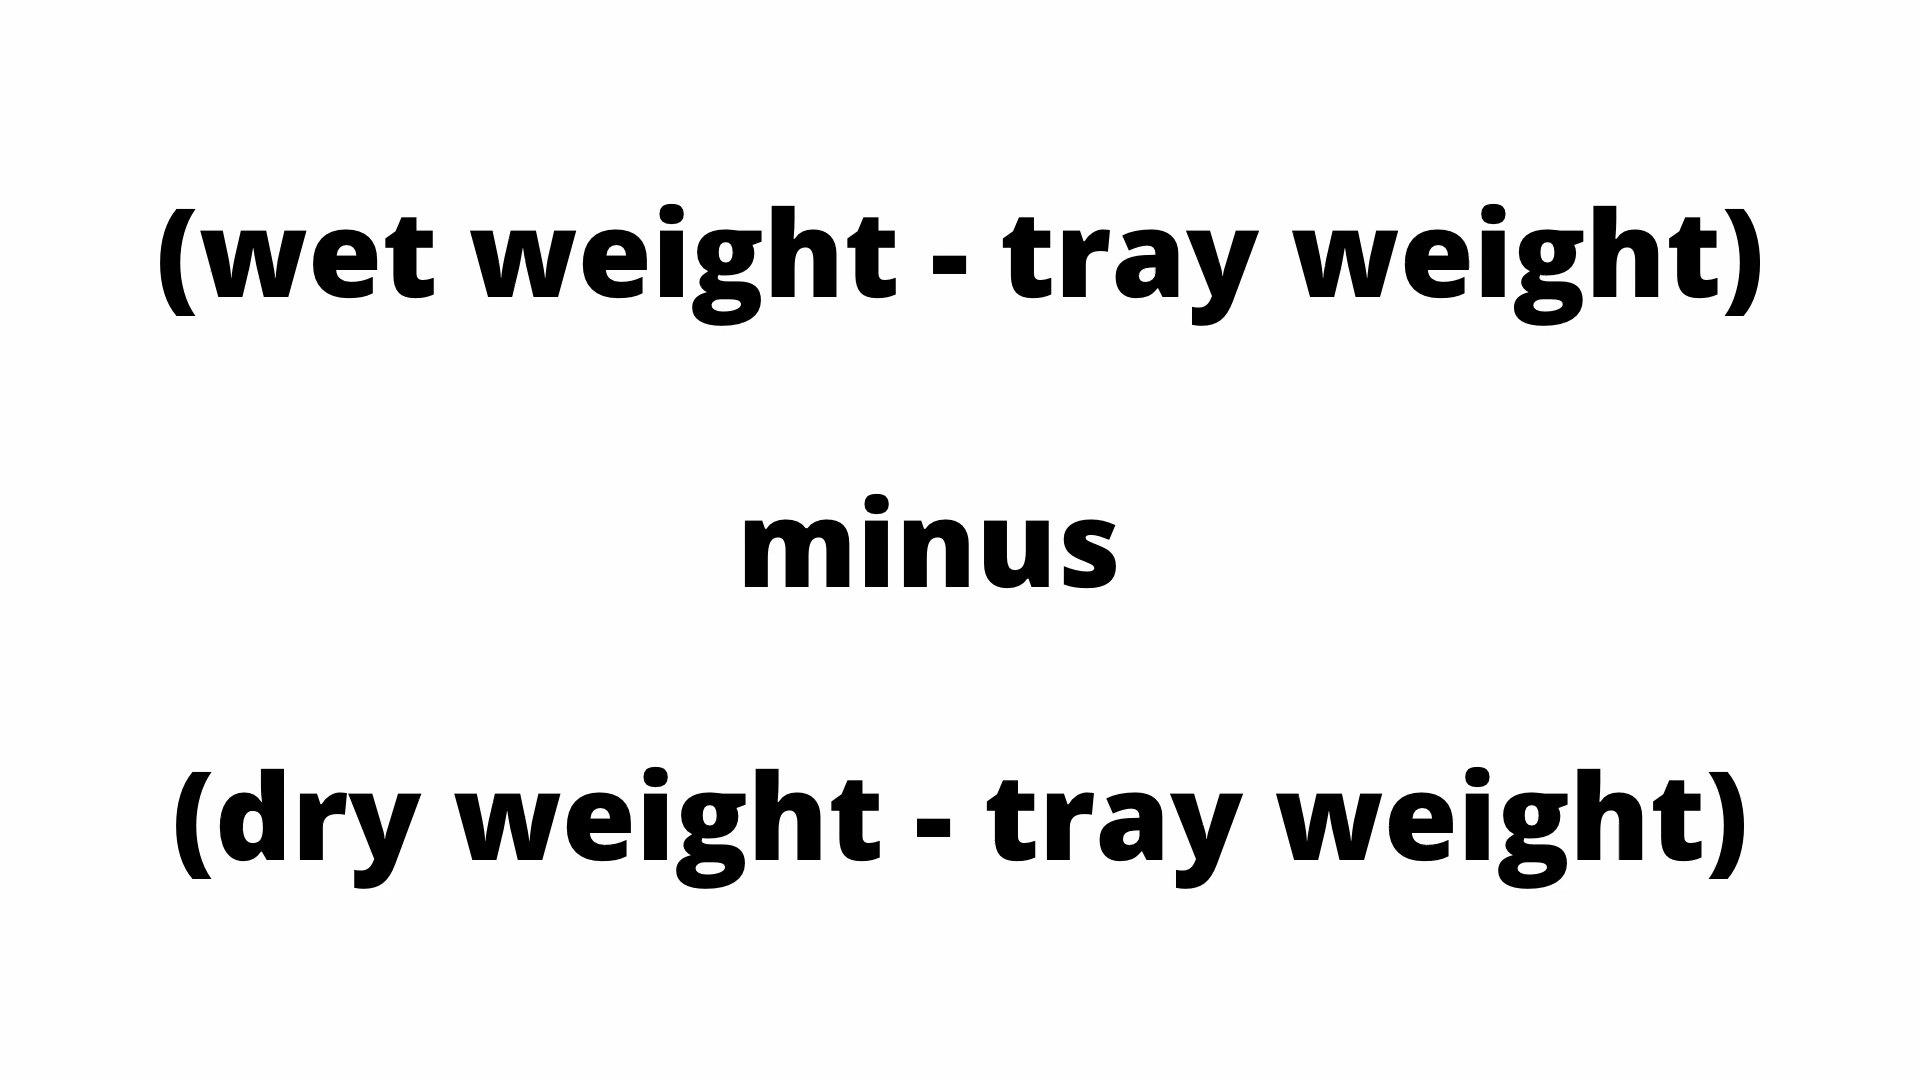 (wet weight - tray weight)
minus
(dry weight - tray weight)